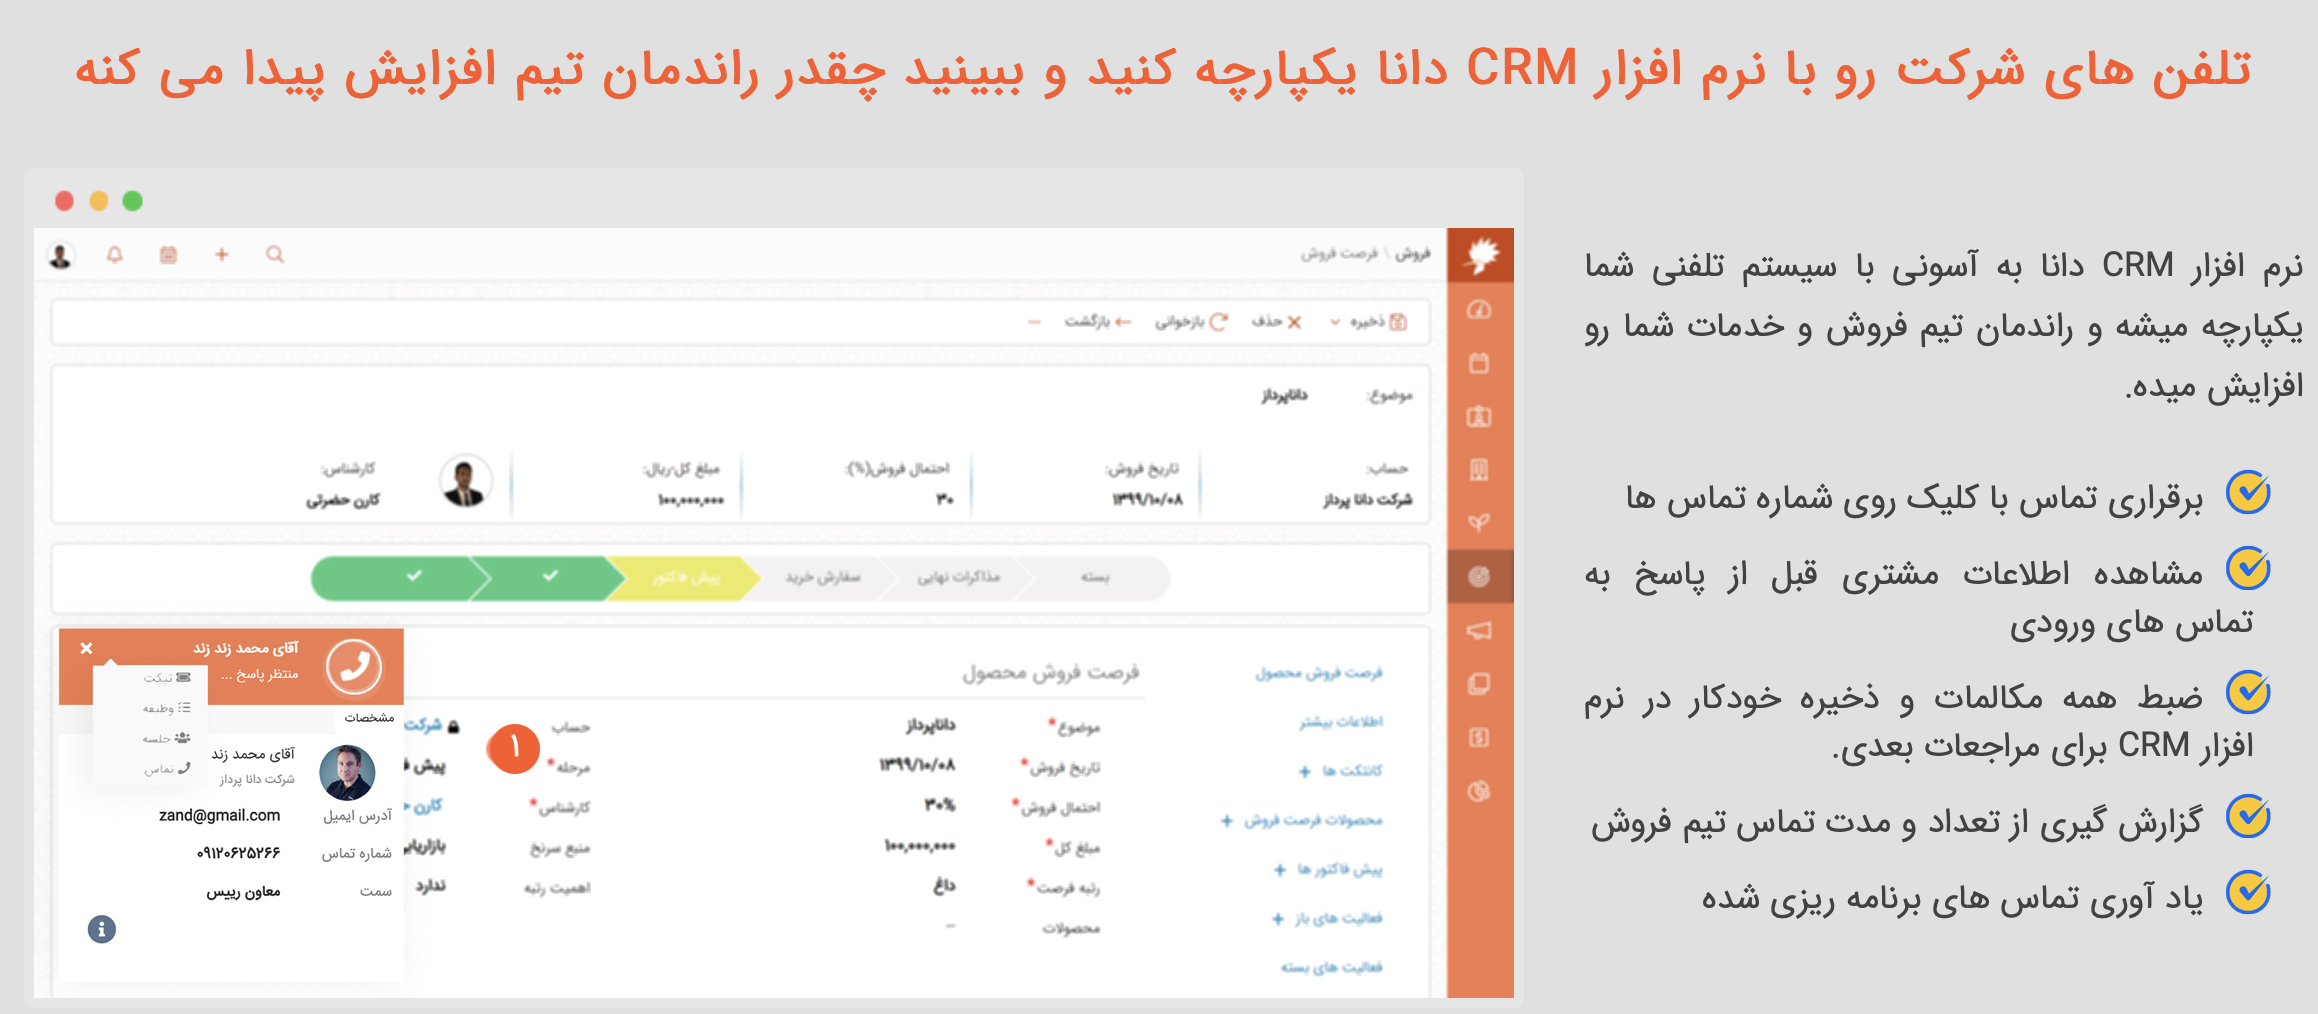 تلفن های شرکت رو با نرم افزار CRM دانا یکپارچه کنید و ببینید چقدر راندمان تیم افزایش پیدا می کنه
نرم افزار CRM دانا به آسونی با سیستم تلفنی شما
یکپارچه میشه و راندمان تیم فروش و خدمات شما رو
افزایش میده.
برقراری تماس با کلیک روی شماره تماس ها
مشاهده اطلاعات مشتری قبل از پاسخ به
تماس های ورودی
ضبط همه مکالمات و ذخیره خودکار در نرم
افزار CRM برای مراجعات بعدی.
گزارش گیری از تعداد و مدت تماس تیم فروش
یاد آوری تماس های برنامه ریزی شده
فروش \ فرصت فروش
ذخیره حذف بازخوانی بازگشت
موضوع: داناپرداز
حساب: تاریخ فروش: احتمال فروش(%): مبلغ کل-ریال: کارشناس:
شرکت دانا پرداز ۱۳۹۹/۱۰/۰۸ ۳۰ ۱۰۰,۰۰۰,۰۰۰ کارن حضرتی
بسته مذاکرات نهایی سفارش خرید پیش فاکتور
فرصت فروش محصول
اطلاعات بیشتر
کانتکت ها +
محصولات فرصت فروش +
پیش فاکتور ها +
فعالیت های باز +
فعالیت های بسته
فرصت فروش محصول
موضوع* داناپرداز حساب شرکت
تاریخ فروش* ۱۳۹۹/۱۰/۰۸ مرحله* پیش
احتمال فروش* ۳۰% کارشناس* کارن
مبلغ کل* ۱۰۰,۰۰۰,۰۰۰ منبع سرنخ
رتبه فرصت* داغ اهمیت رتبه ندارد
محصولات --
۱
آقای محمد زند زند
منتظر پاسخ ...
تیکت
وظیفه
جلسه
تماس
مشخصات
آقای محمد زند
شرکت دانا پرداز
آدرس ایمیل zand@gmail.com
شماره تماس ۰۹۱۲۰۶۲۵۲۶۶
سمت معاون رییس